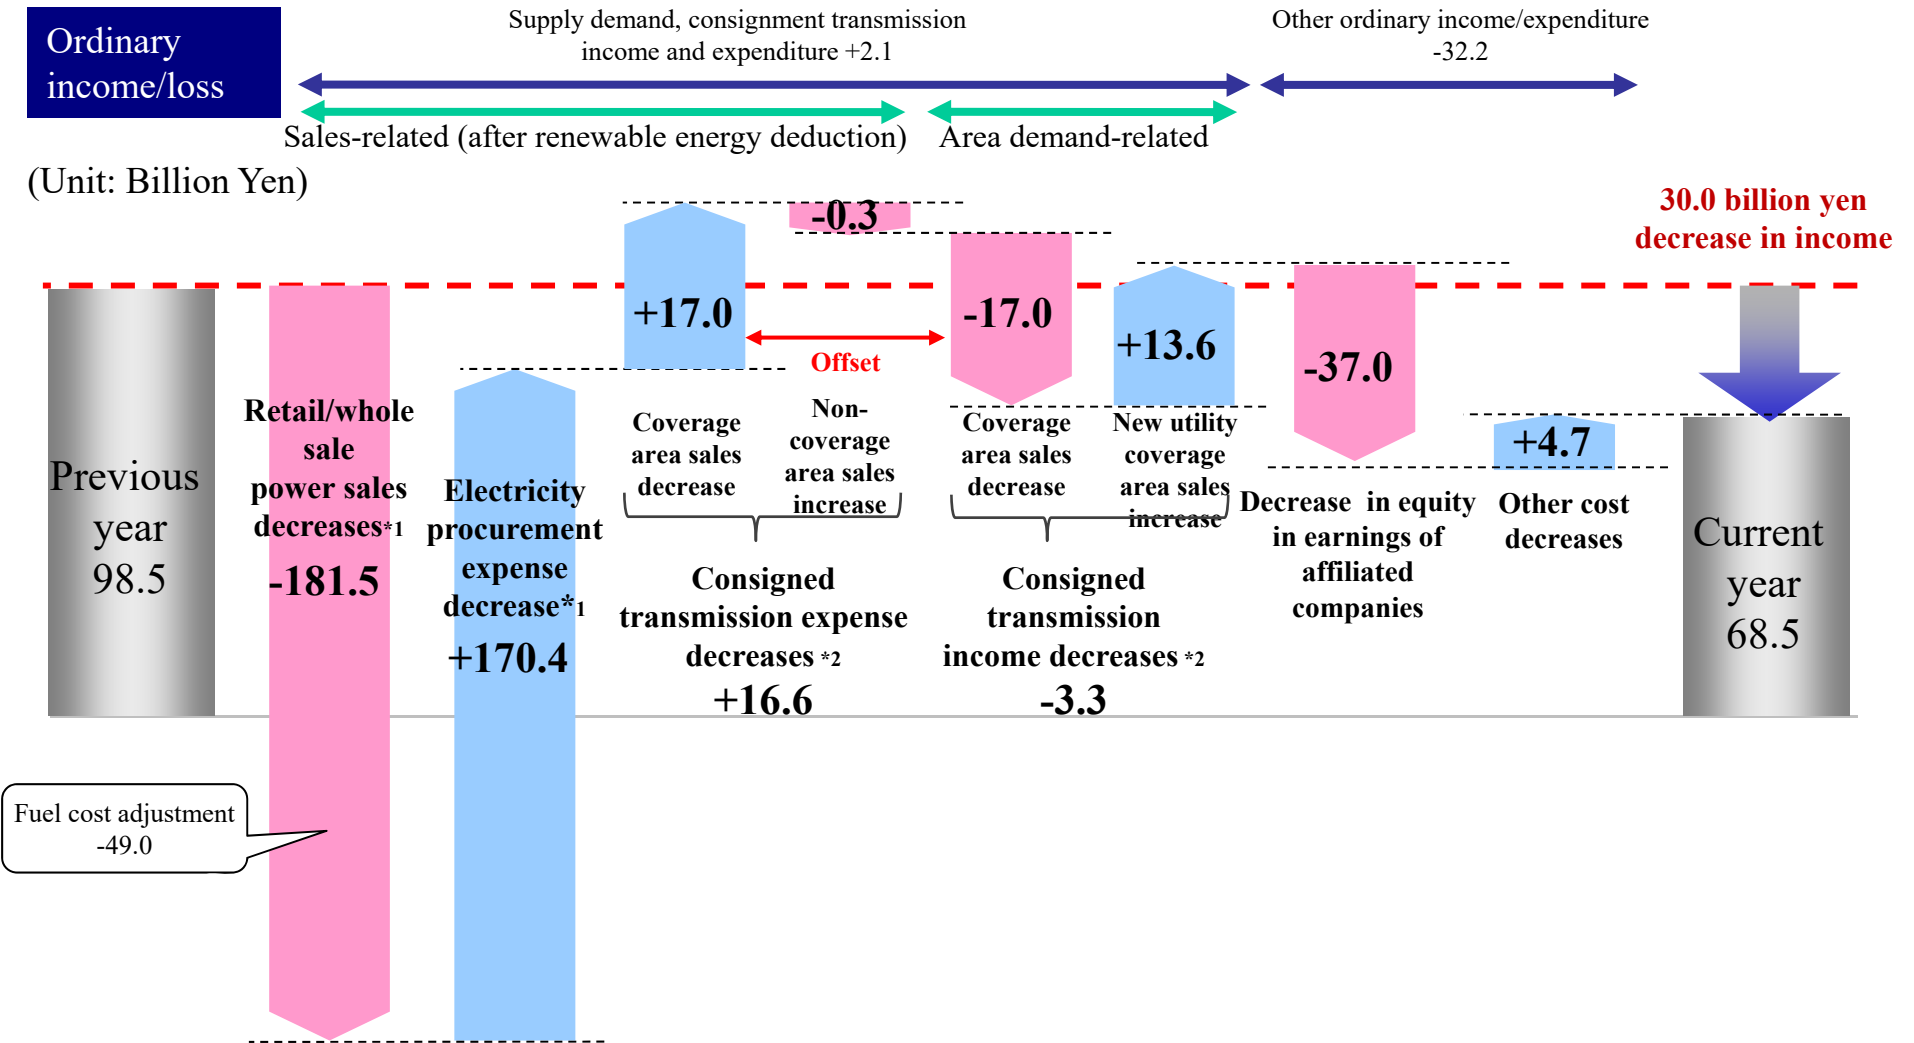 Ordinary
income/loss
Supply demand, consignment transmission
income and expenditure +2.1
Other ordinary income/expenditure
-32.2
Sales-related (after renewable energy deduction)
Area demand-related
(Unit: Billion Yen)
30.0 billion yen
decrease in income
Previous
year
98.5
Retail/whole
sale
power sales
decreases*1
-181.5
Fuel cost adjustment
-49.0
Electricity
procurement
expense
decrease*1
+170.4
+17.0
Coverage
area sales
decrease
-0.3
Offset
Non-
coverage
area sales
increase
Consigned
transmission expense
decreases *2
+16.6
-17.0
Coverage
area sales
decrease
+13.6
New utility
coverage
area sales
increase
Consigned
transmission
income decreases *2
-3.3
-37.0
Decrease in equity
in earnings of
affiliated
companies
+4.7
Other cost
decreases
Current
year
68.5